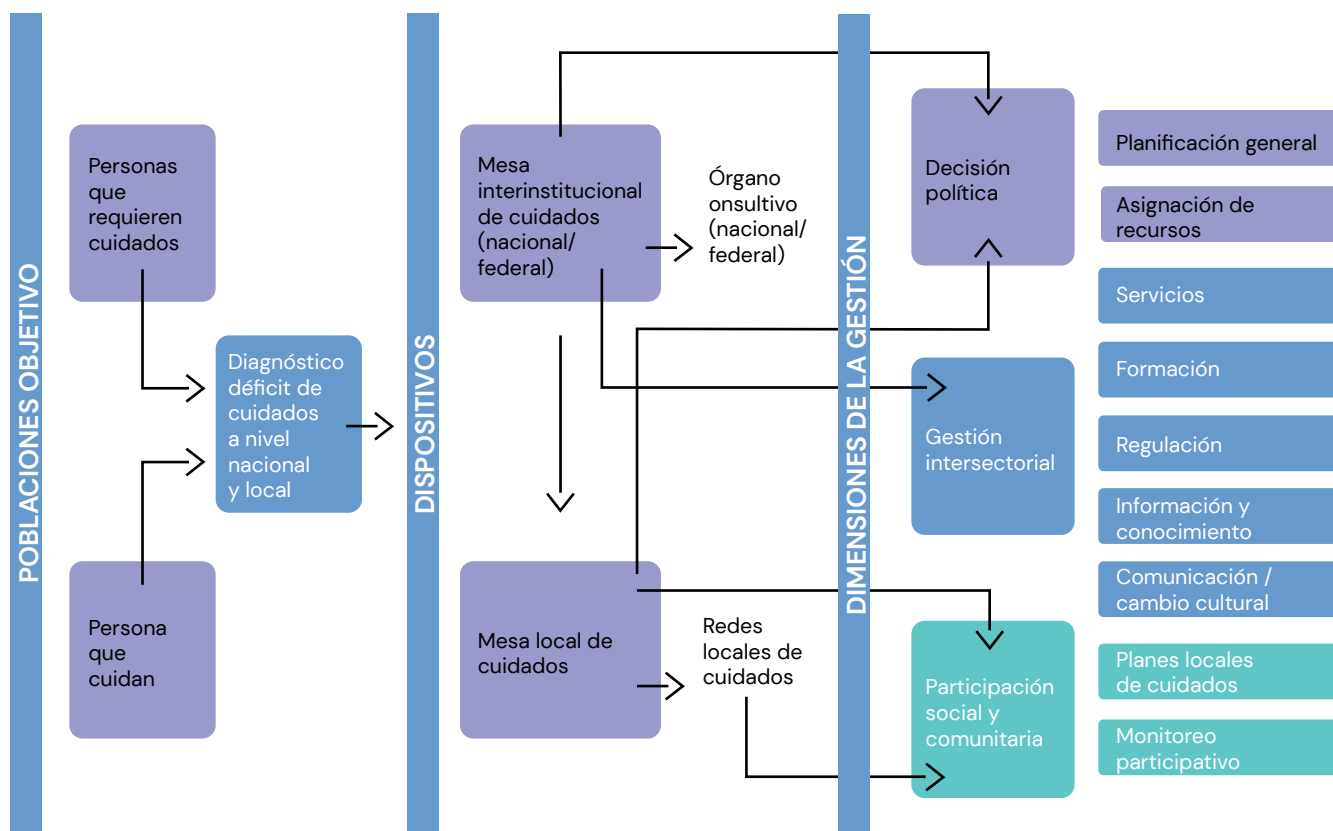 POBLACIONES OBJETIVO
Personas
que
requieren
cuidados
Persona
que
cuidan
Diagnóstico
déficit de
cuidados
a nivel
nacional
y local
DISPOSITIVOS
Mesa
interinstitucional
de cuidados
(nacional/
federal)
Órgano
onsultivo
(nacional/
federal)
Mesa local de
cuidados
Redes
locales de
cuidados
DIMENSIONES DE LA GESTIÓN
Decisión
política
Gestión
intersectorial
Participación
social y
comunitaria
Planificación general
Asignación de
recursos
Servicios
Formación
Regulación
Información y
conocimiento
Comunicación /
cambio cultural
Planes locales
de cuidados
Monitoreo
participativo